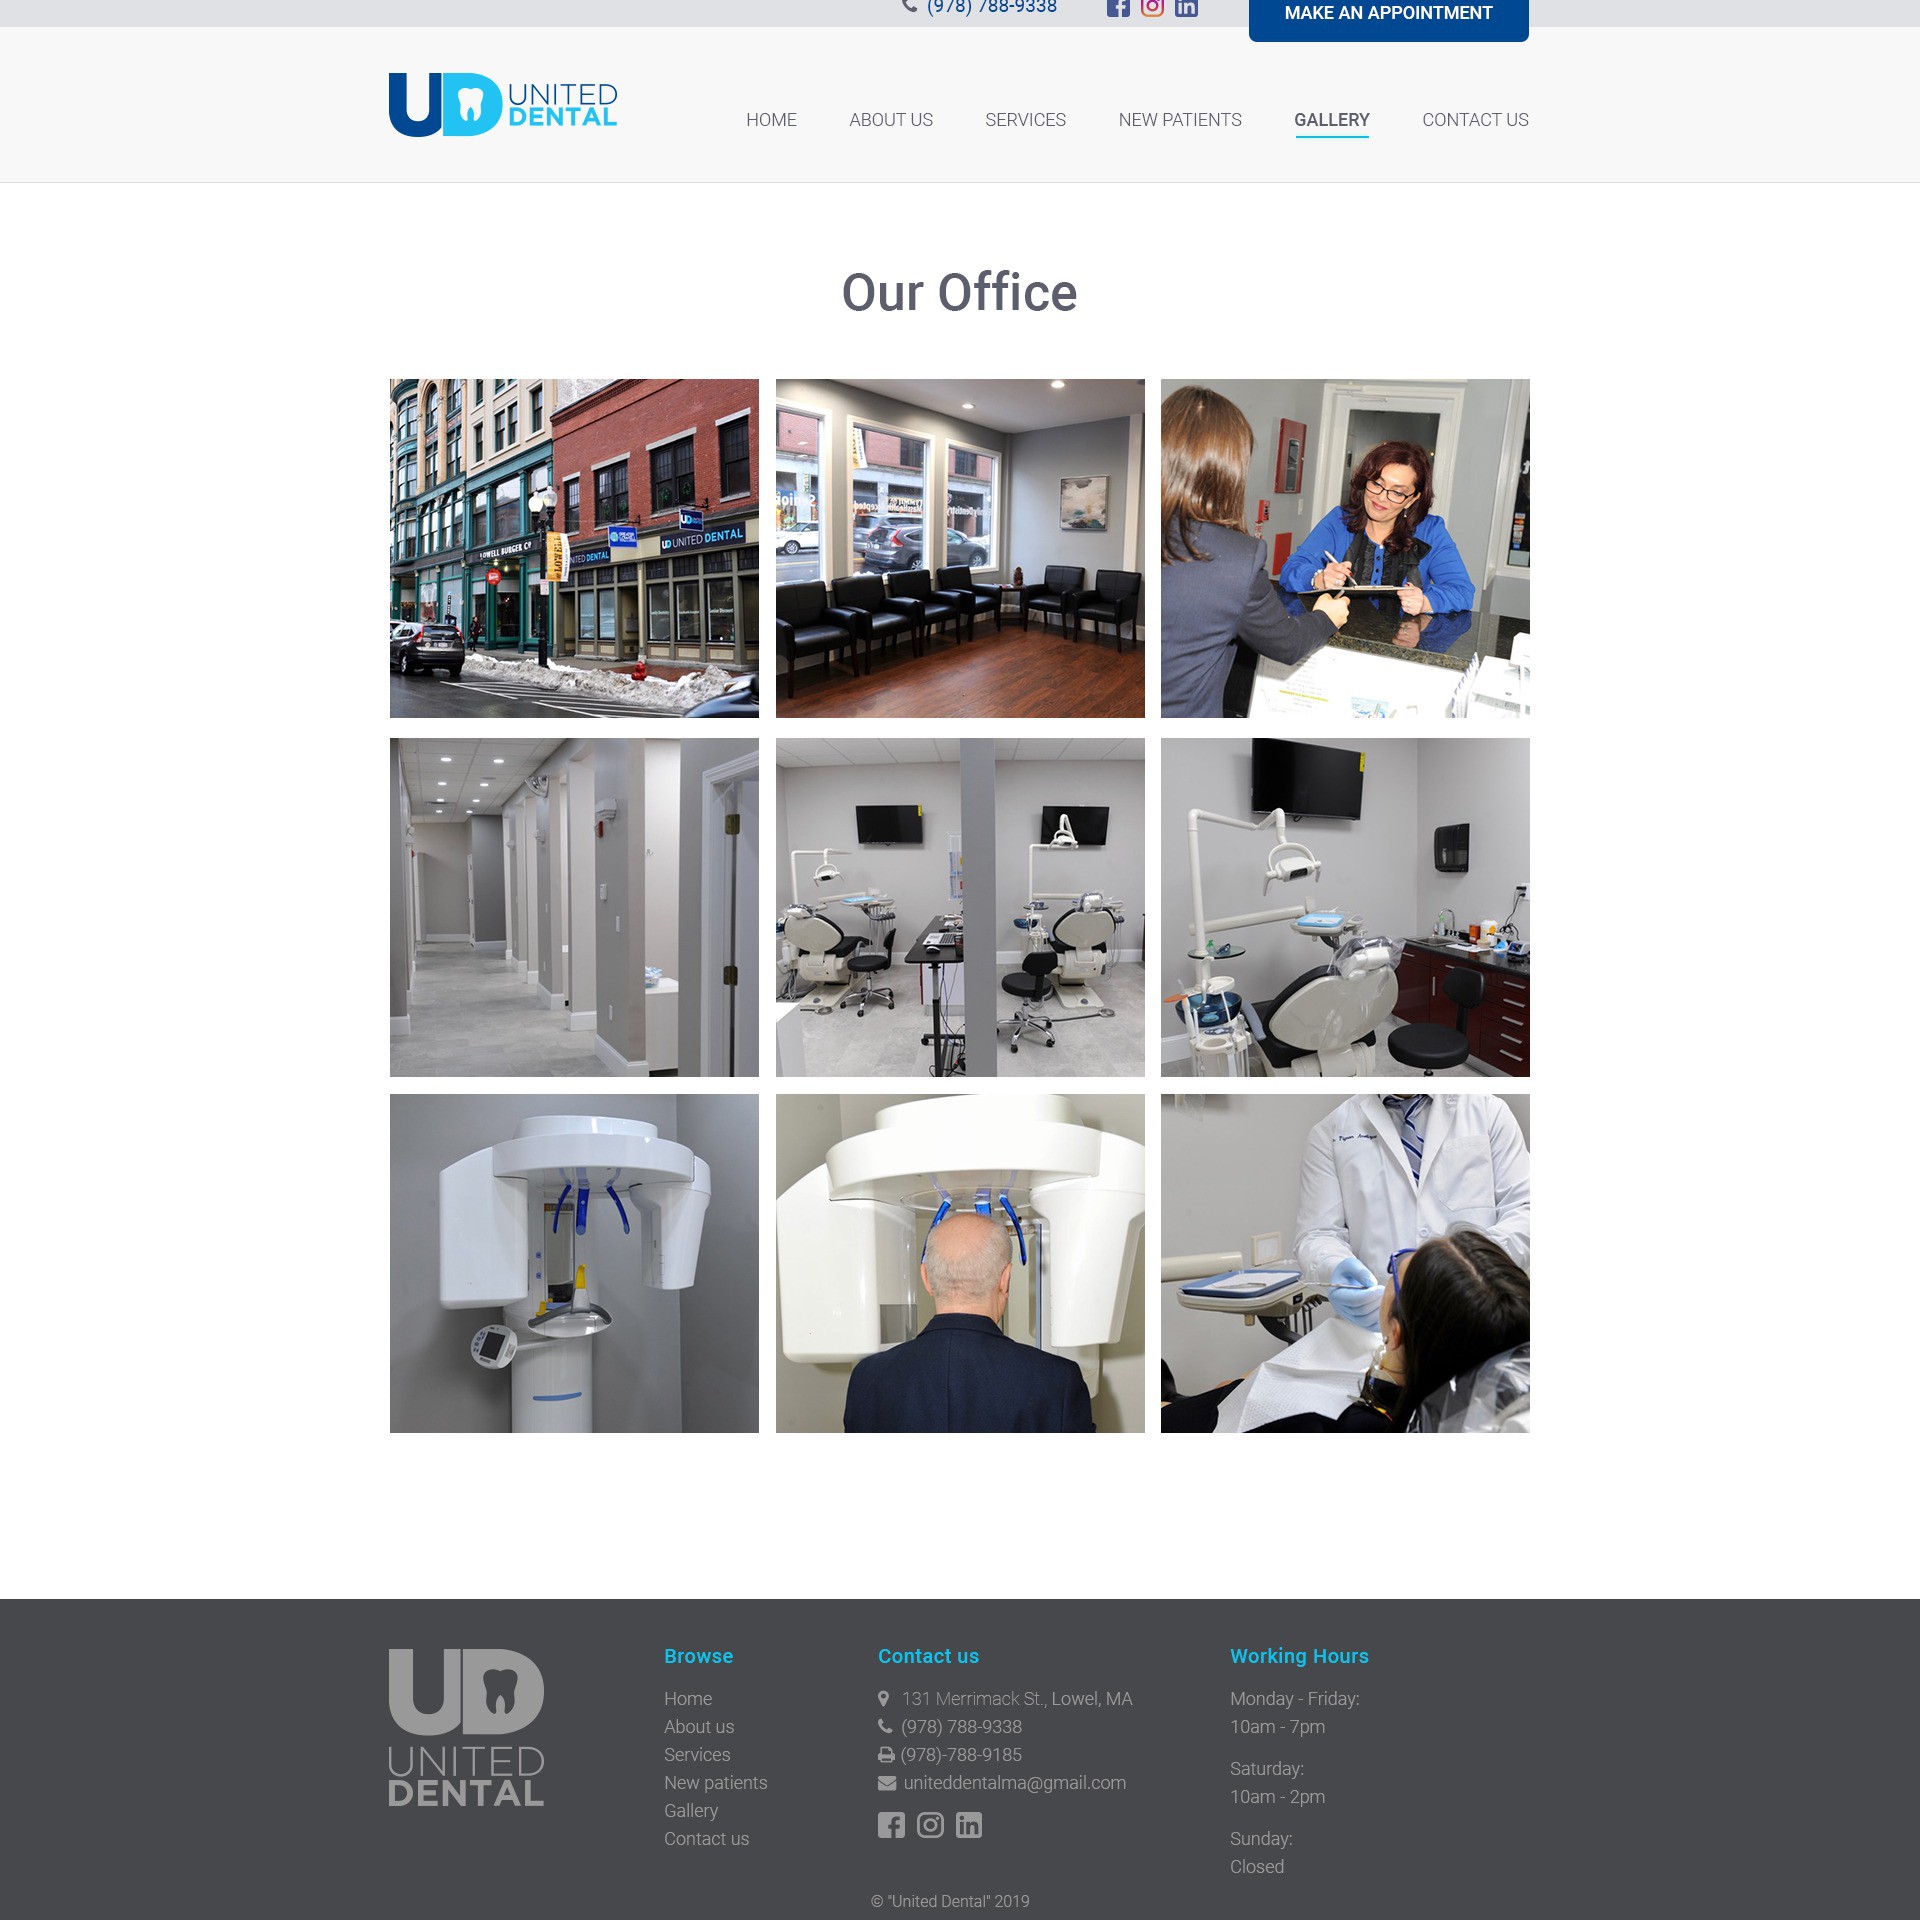 (978) 788-9338
MAKE AN APPOINTMENT
UD UNITED
DENTAL
HOME
ABOUT US
SERVICES
NEW PATIENTS
GALLERY
CONTACT US
Our Office
LOWELL BURGER CO
UNITED DENTAL
UD
UD UNITED DENTAL
Browse
Home
About us
Services
New patients
Gallery
Contact us
Contact us
131 Merrimack St., Lowel, MA
(978) 788-9338
(978)-788-9185
uniteddentalma@gmail.com
Working Hours
Monday - Friday:
10am - 7pm
Saturday:
10am - 2pm
Sunday:
Closed
UD
UNITED
DENTAL
© "United Dental" 2019